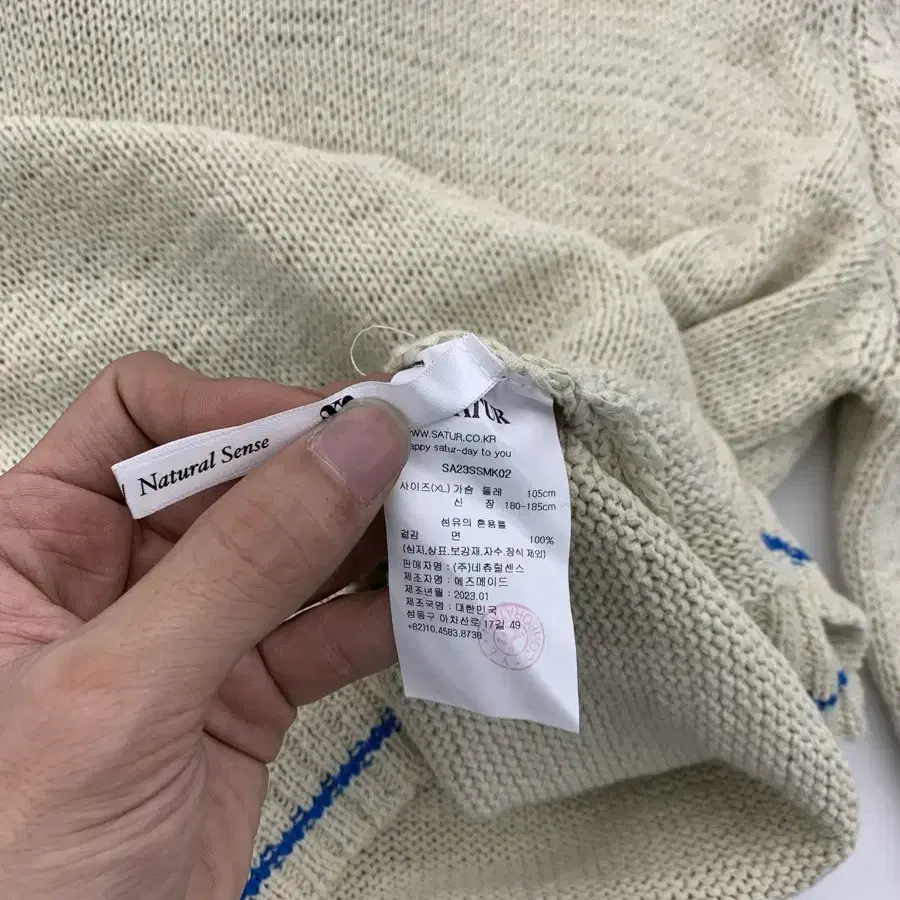 Natural Sense
SATUR
WWW.SATUR.CO.KR
happy satur-day to you
SA23SSMK02
사이즈(XL) 가슴 둘레 105cm
신 장 180-185cm
섬유의 혼용률
겉감 면 100%
(심지,상표,보강재,자수,장식 제외)
판매자명 : (주)네츄럴센스
제조자명 : 에즈메이드
제조년월 : 2023.01
제조국명 : 대한민국
성동구 아차산로 17길 49
+82)10.4583.8738